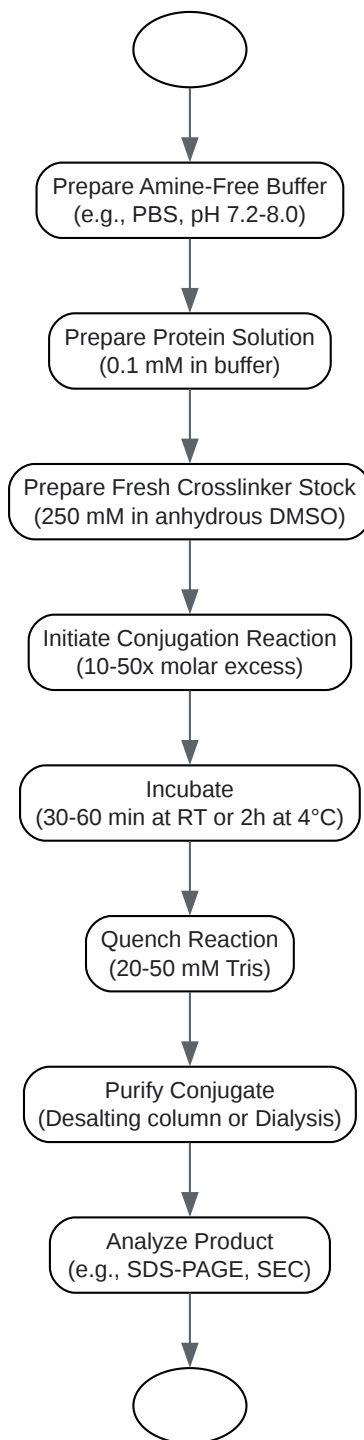 Prepare Amine-Free Buffer
(e.g., PBS, pH 7.2-8.0)
Prepare Protein Solution
(0.1 mM in buffer)
Prepare Fresh Crosslinker Stock
(250 mM in anhydrous DMSO)
Initiate Conjugation Reaction
(10-50x molar excess)
Incubate
(30-60 min at RT or 2h at 4°C)
Quench Reaction
(20-50 mM Tris)
Purify Conjugate
(Desalting column or Dialysis)
Analyze Product
(e.g., SDS-PAGE, SEC)